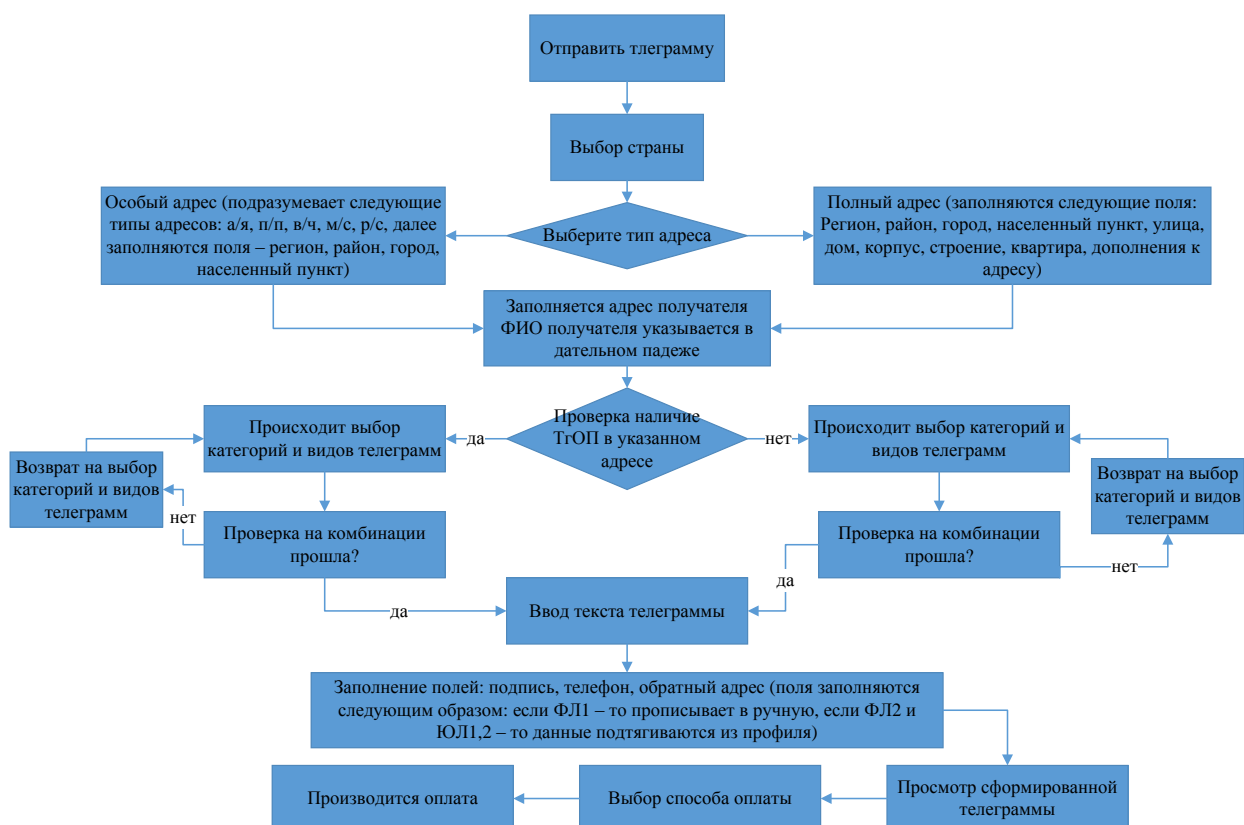 Отправить тлеграмму
Выбор страны
Особый адрес (подразумевает следующие
типы адресов: а/я, п/п, в/ч, м/с, р/с, далее
заполняются поля – регион, район, город,
населенный пункт)
Выберите тип адреса
Полный адрес (заполняются следующие поля:
Регион, район, город, населенный пункт, улица,
дом, корпус, строение, квартира, дополнения к
адресу)
Заполняется адрес получателя
ФИО получателя указывается в
дательном падеже
Происходит выбор
категорий и видов телеграмм
да
Проверка наличие
ТгОП в указанном
адресе
нет
Происходит выбор категорий и
видов телеграмм
Возврат на выбор
категорий и видов
телеграмм
нет
Проверка на комбинации
прошла?
Возврат на выбор
категорий и видов
телеграмм
Проверка на комбинации
прошла?
нет
да
да
Ввод текста телеграммы
Заполнение полей: подпись, телефон, обратный адрес (поля заполняются
следующим образом: если ФЛ1 – то прописывает в ручную, если ФЛ2 и
ЮЛ1,2 – то данные подтягиваются из профиля)
Производится оплата
Выбор способа оплаты
Просмотр сформированной
телеграммы